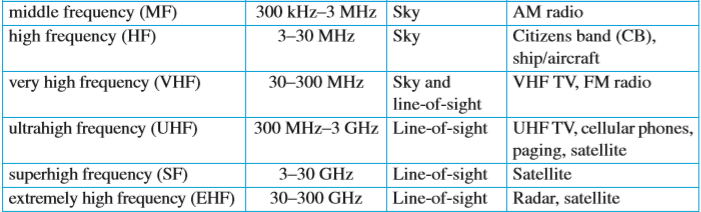 middle frequency (MF) 300 kHz–3 MHz Sky AM radio
high frequency (HF) 3–30 MHz Sky Citizens band (CB),
ship/aircraft
very high frequency (VHF) 30–300 MHz Sky and VHF TV, FM radio
line-of-sight
ultrahigh frequency (UHF) 300 MHz–3 GHz Line-of-sight UHF TV, cellular phones,
paging, satellite
superhigh frequency (SF) 3–30 GHz Line-of-sight Satellite
extremely high frequency (EHF) 30–300 GHz Line-of-sight Radar, satellite